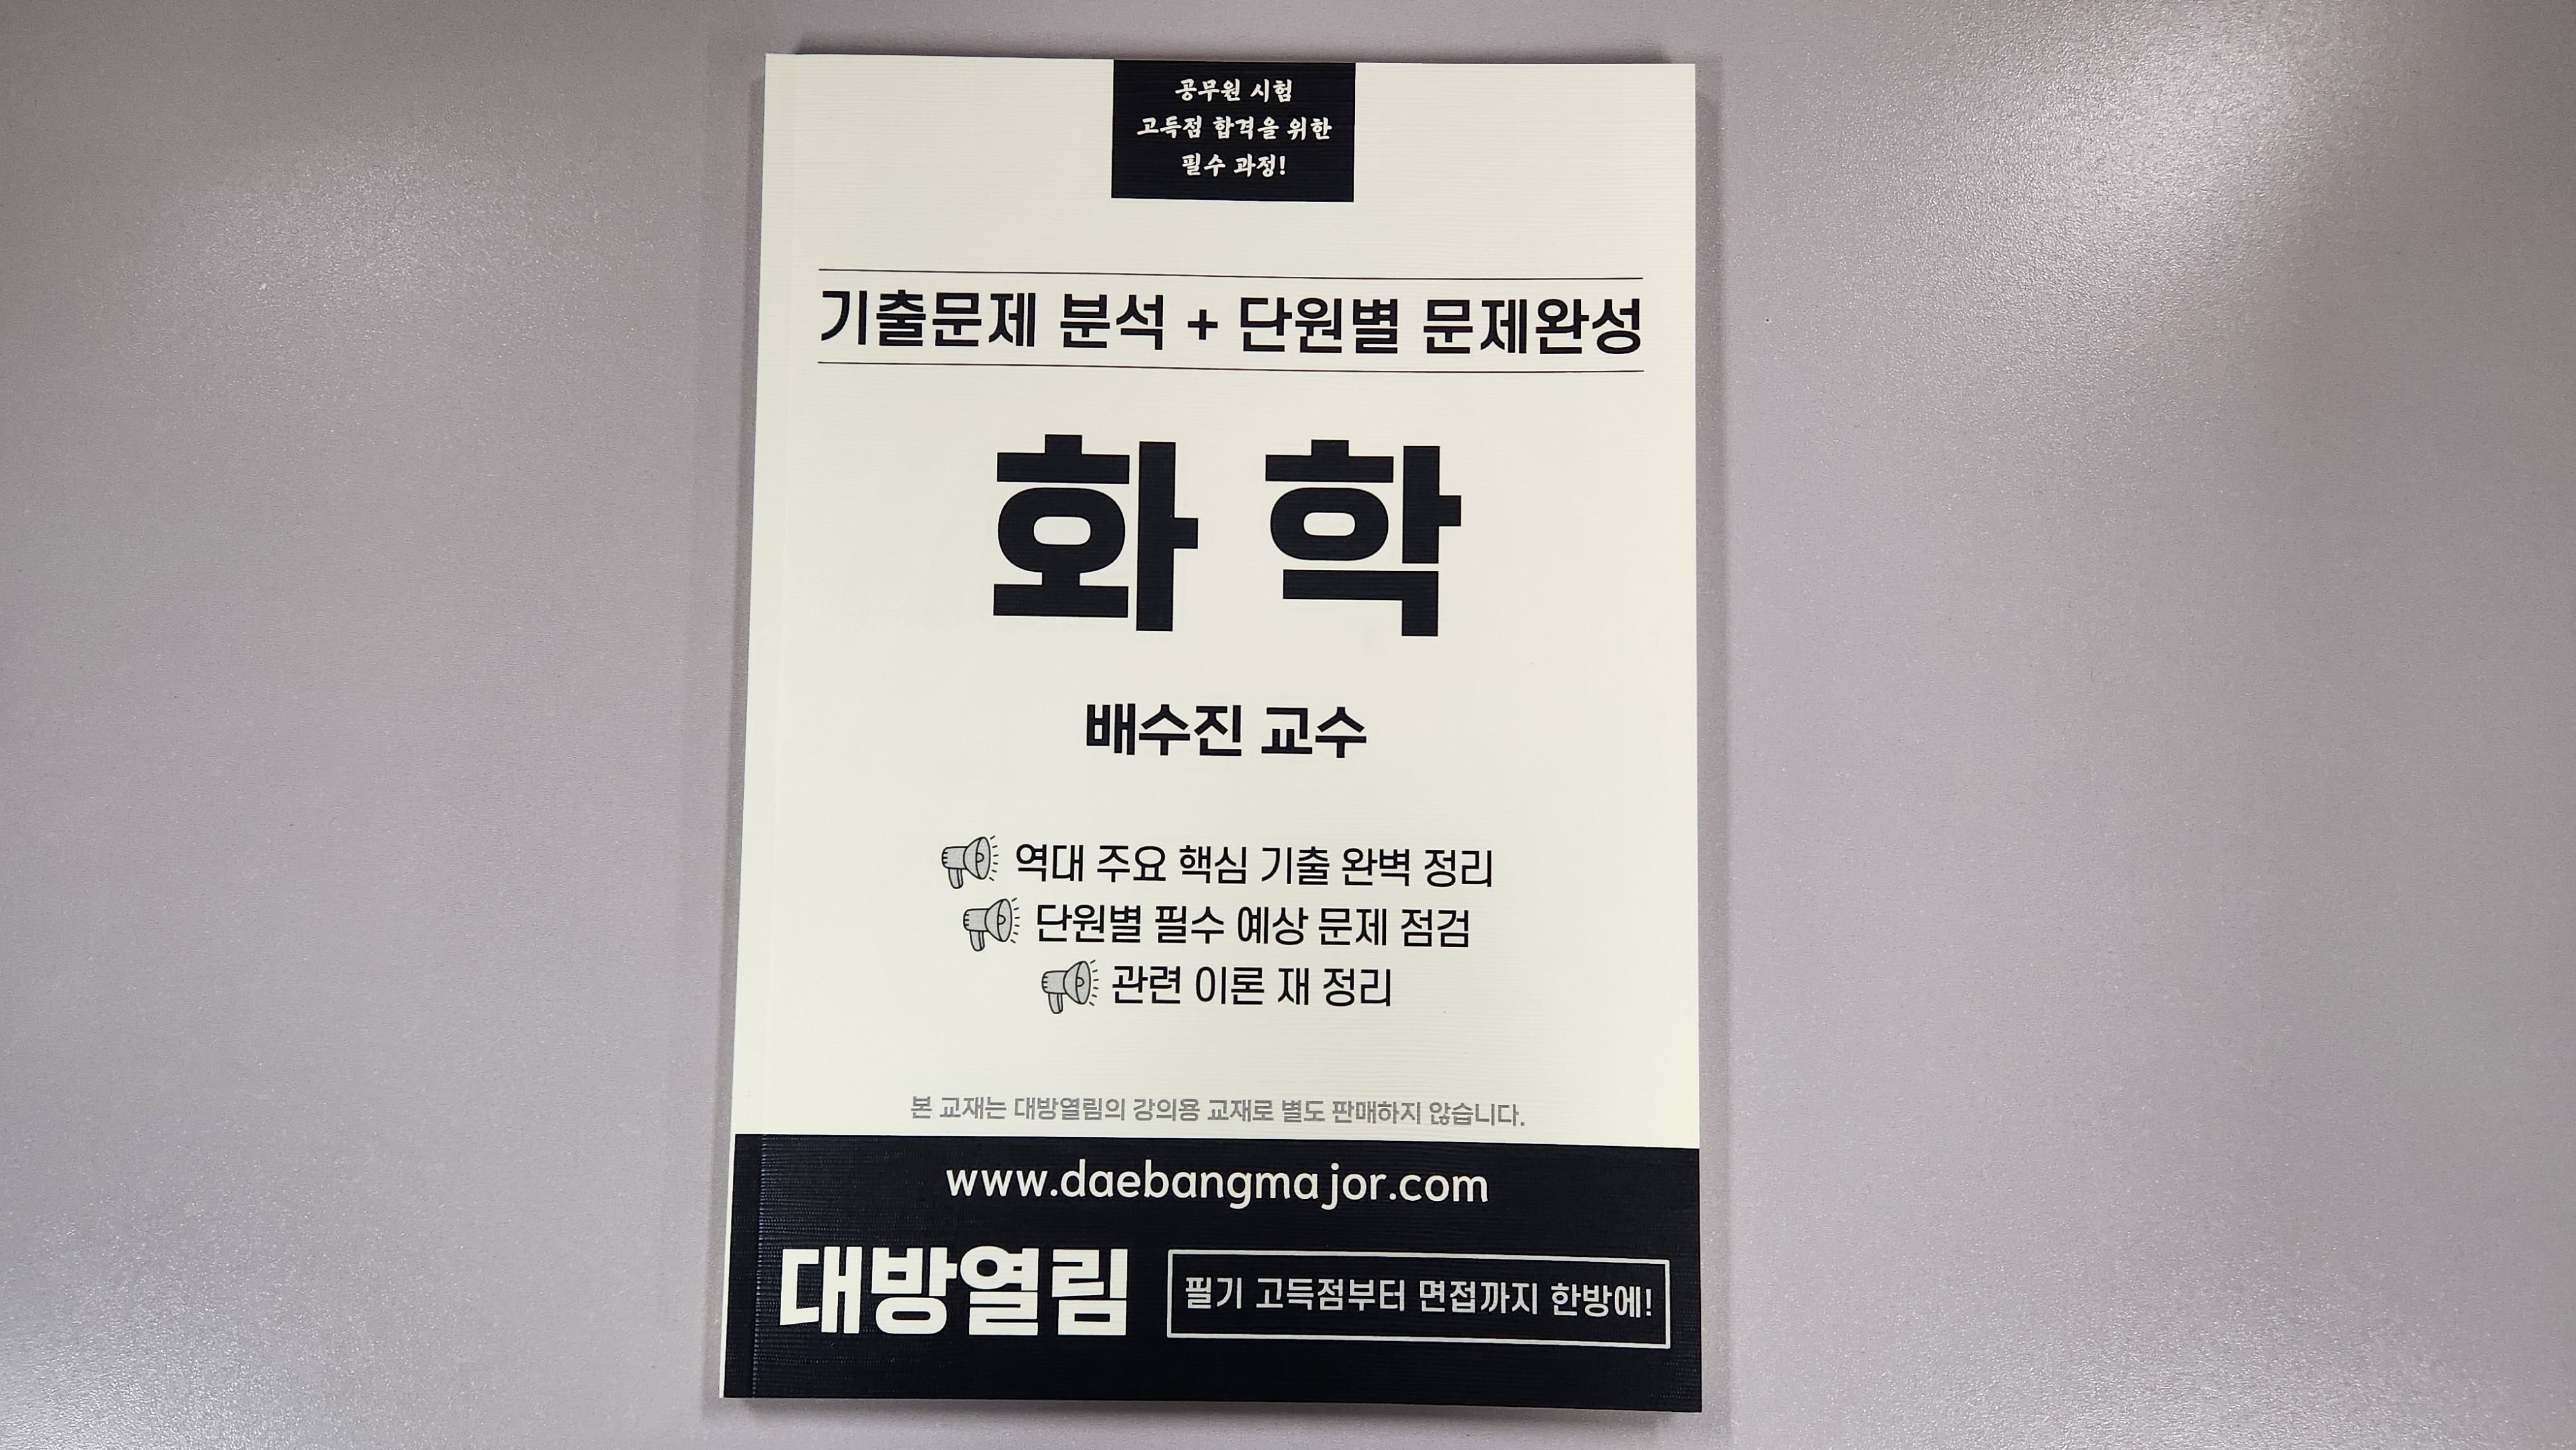 공무원 시험
고득점 합격을 위한
필수 과정!
기출문제 분석 + 단원별 문제완성
화 학
배수진 교수
역대 주요 핵심 기출 완벽 정리
단원별 필수 예상 문제 점검
관련 이론 재 정리
본 교재는 대방열림의 강의용 교재로 별도 판매하지 않습니다.
www.daebangmajor.com
대방열림
필기 고득점부터 면접까지 한방에!